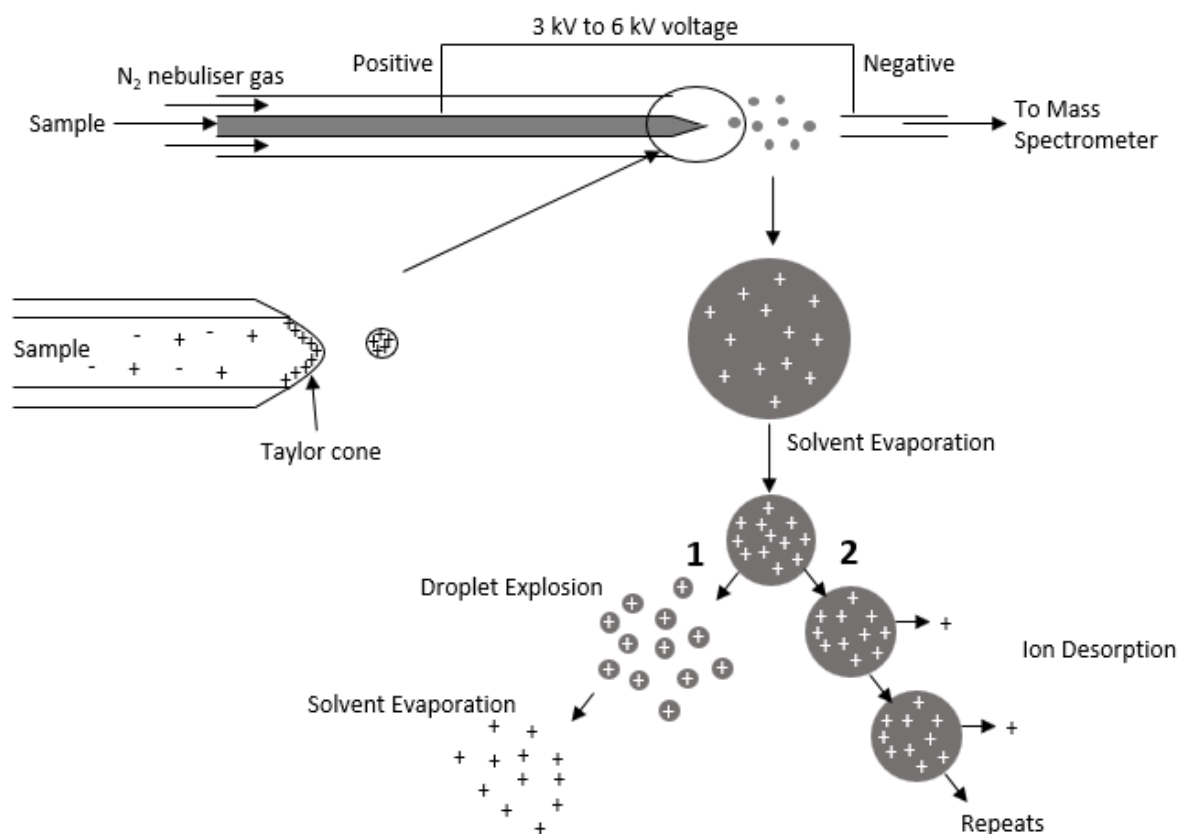 3 kV to 6 kV voltage
Positive
Negative
N₂ nebuliser gas
Sample
To Mass
Spectrometer
Sample
Taylor cone
Solvent Evaporation
1
2
Droplet Explosion
Ion Desorption
Solvent Evaporation
Repeats